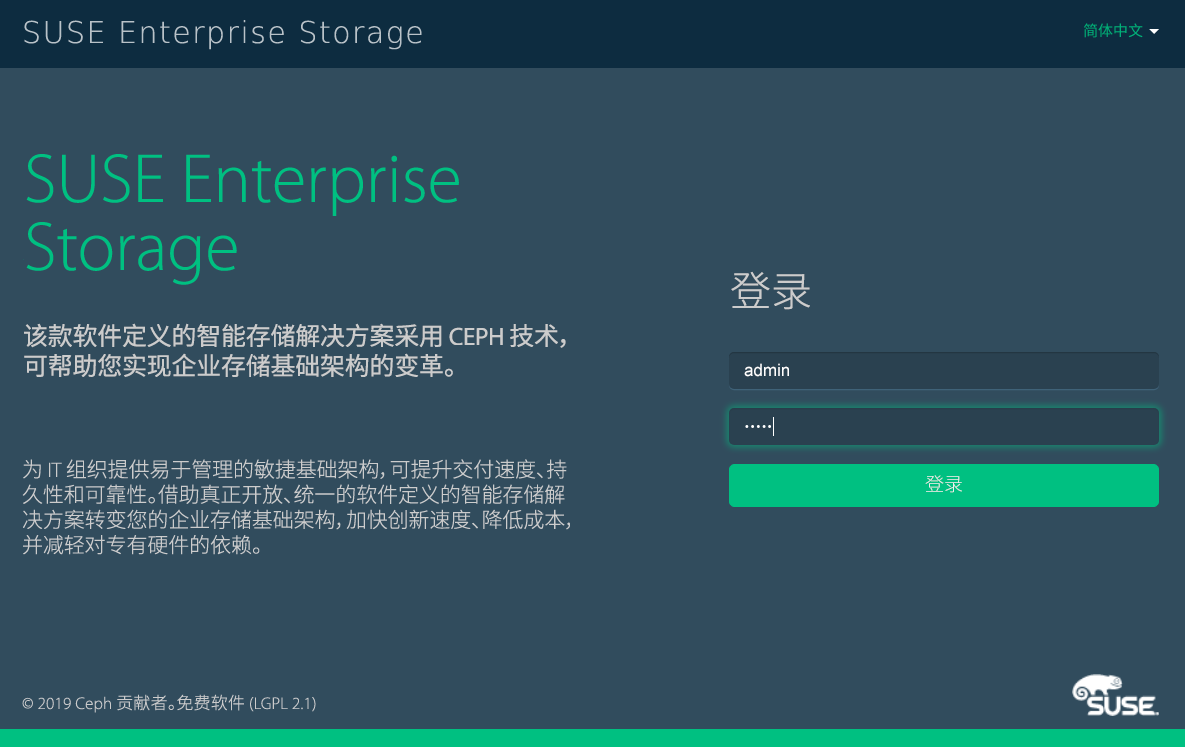 SUSE Enterprise Storage
简体中文
SUSE Enterprise
Storage
该款软件定义的智能存储解决方案采用 CEPH 技术，
可帮助您实现企业存储基础架构的变革。
为 IT 组织提供易于管理的敏捷基础架构，可提升交付速度、持
久性和可靠性。借助真正开放、统一的软件定义的智能存储解
决方案转变您的企业存储基础架构，加快创新速度、降低成本，
并减轻对专有硬件的依赖。
登录
admin
•••••
登录
© 2019 Ceph 贡献者。免费软件 (LGPL 2.1)
SUSE.